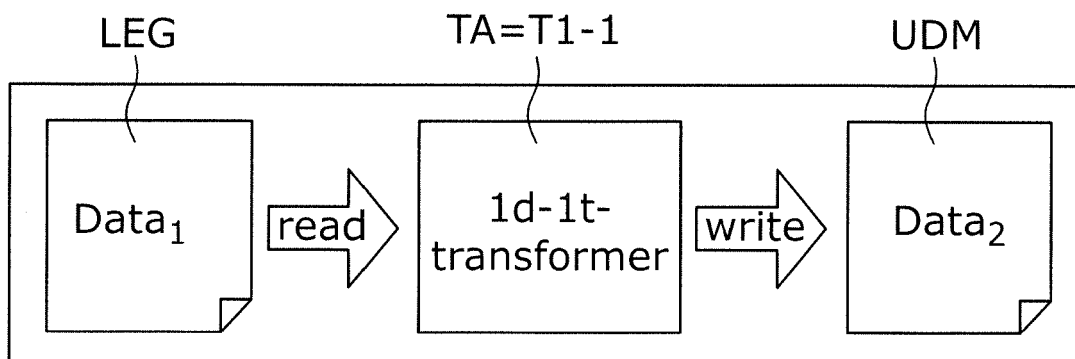 LEG
TA=T1-1
UDM
Data₁
read
1d-1t-
transformer
write
Data₂